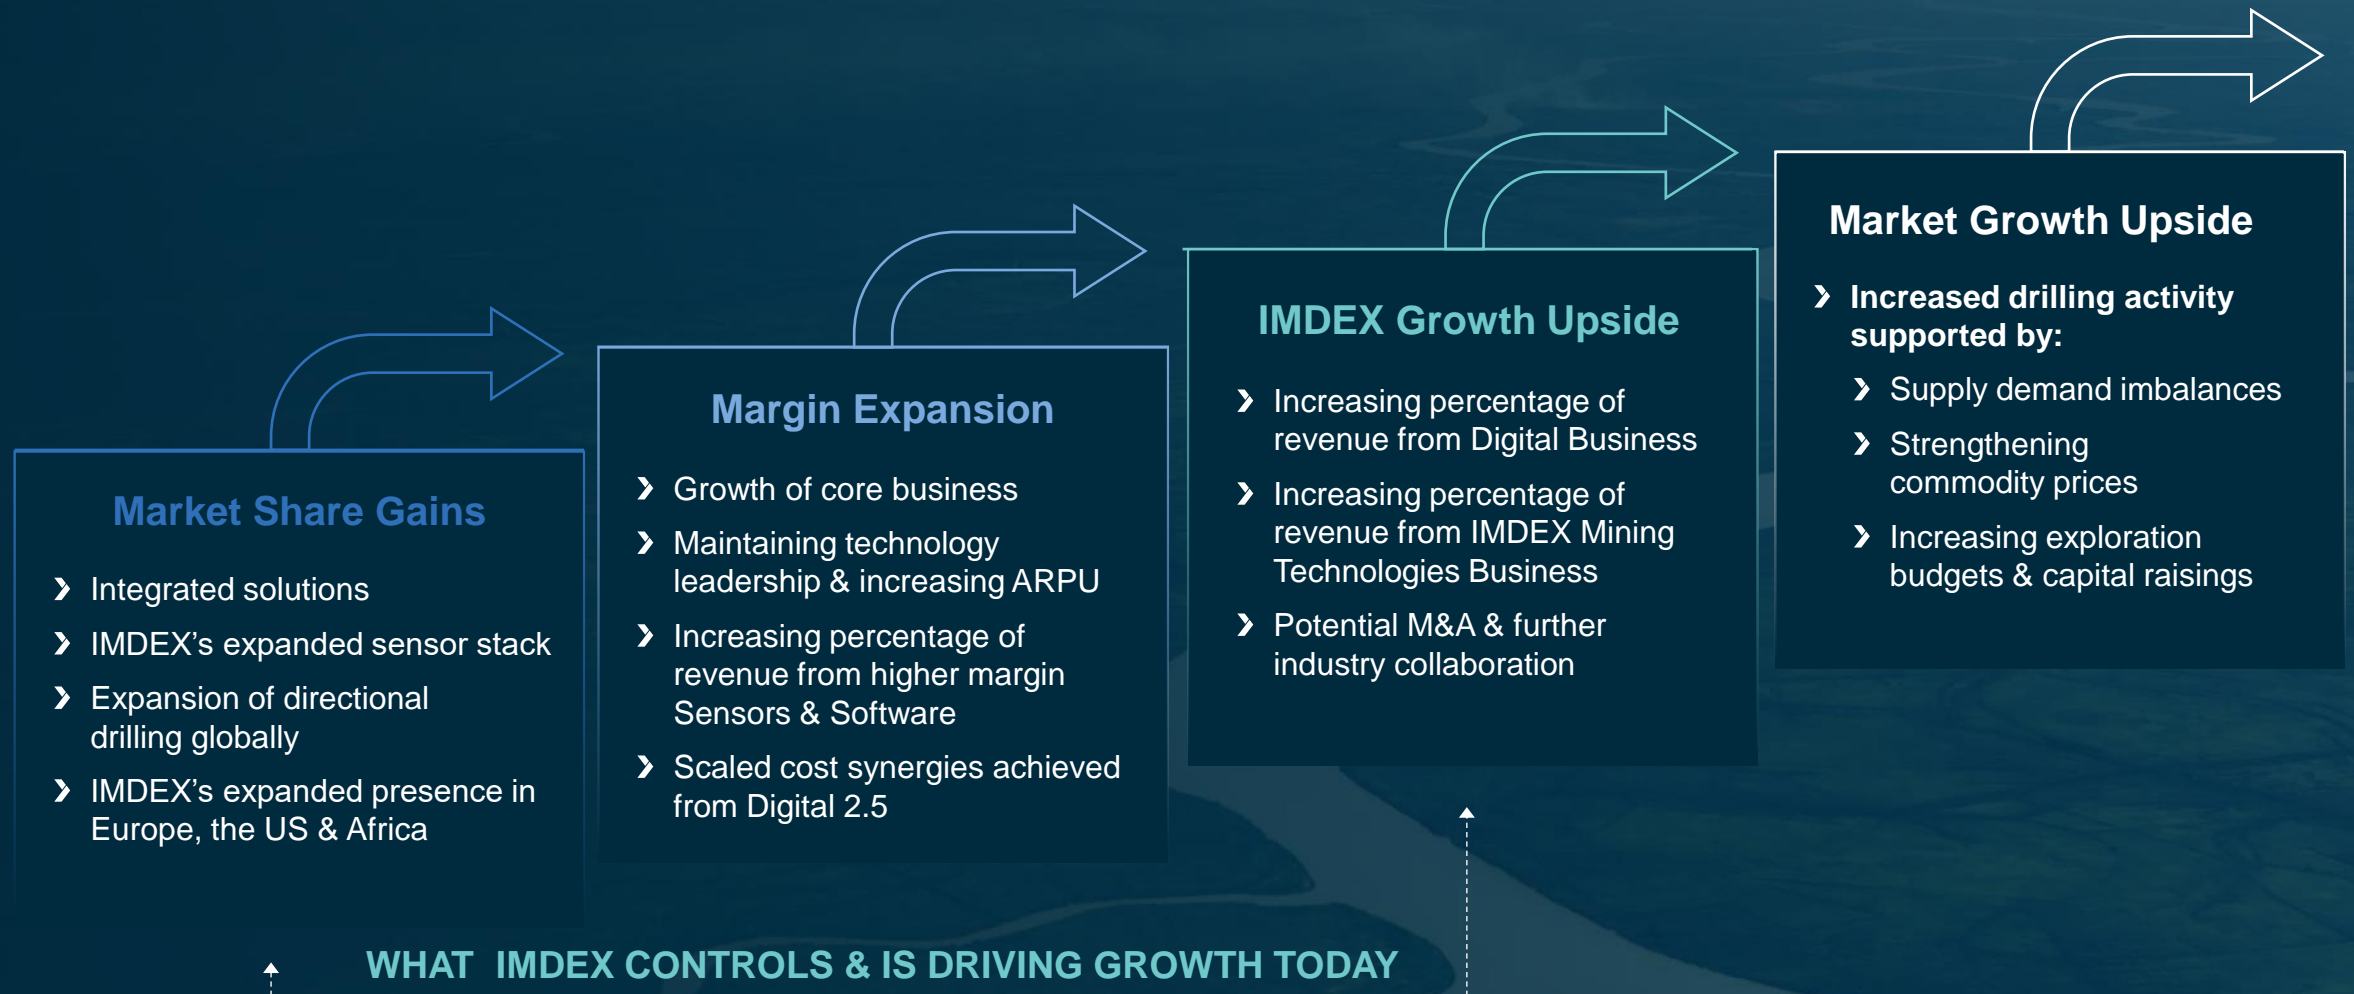 Market Share Gains
Integrated solutions
IMDEX’s expanded sensor stack
Expansion of directional
drilling globally
IMDEX’s expanded presence in
Europe, the US & Africa
Margin Expansion
Growth of core business
Maintaining technology
leadership & increasing ARPU
Increasing percentage of
revenue from higher margin
Sensors & Software
Scaled cost synergies achieved
from Digital 2.5
IMDEX Growth Upside
Increasing percentage of
revenue from Digital Business
Increasing percentage of
revenue from IMDEX Mining
Technologies Business
Potential M&A & further
industry collaboration
Market Growth Upside
Increased drilling activity
supported by:
Supply demand imbalances
Strengthening
commodity prices
Increasing exploration
budgets & capital raisings
WHAT IMDEX CONTROLS & IS DRIVING GROWTH TODAY